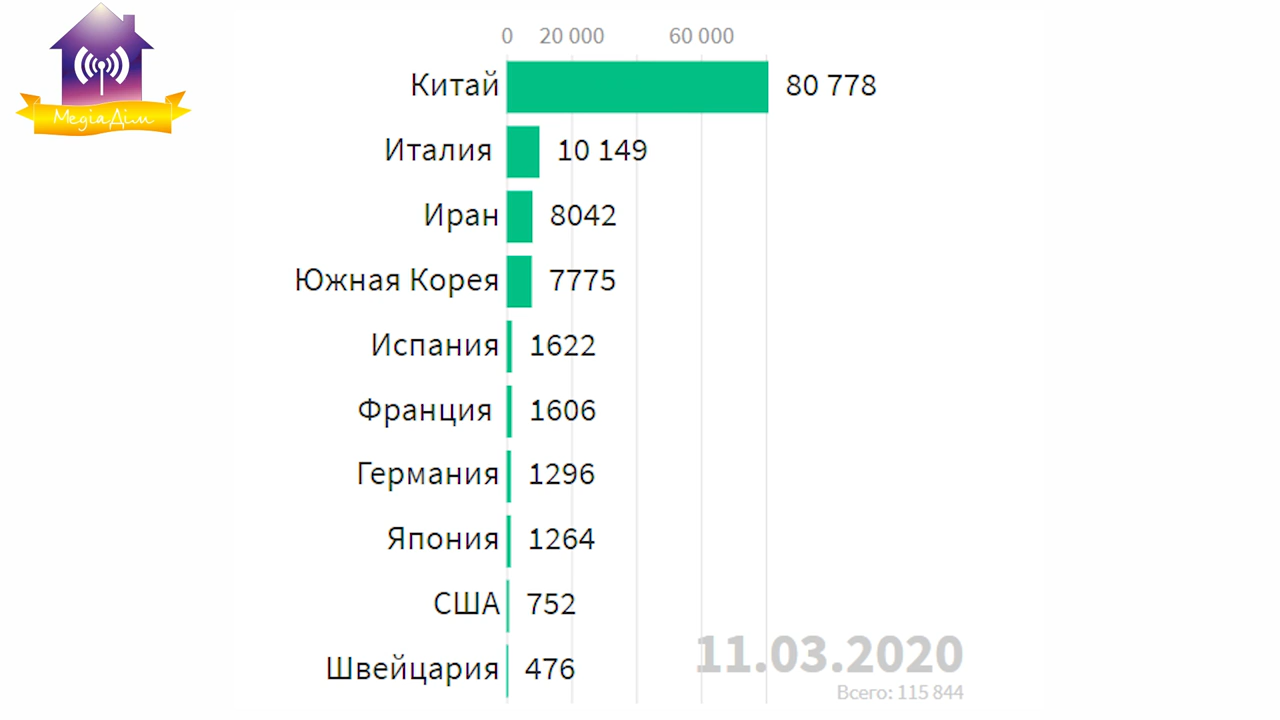 МедіаДім
0 20 000 60 000
Китай 80 778
Италия 10 149
Иран 8042
Южная Корея 7775
Испания 1622
Франция 1606
Германия 1296
Япония 1264
США 752
Швейцария 476
11.03.2020
Всего: 115 844